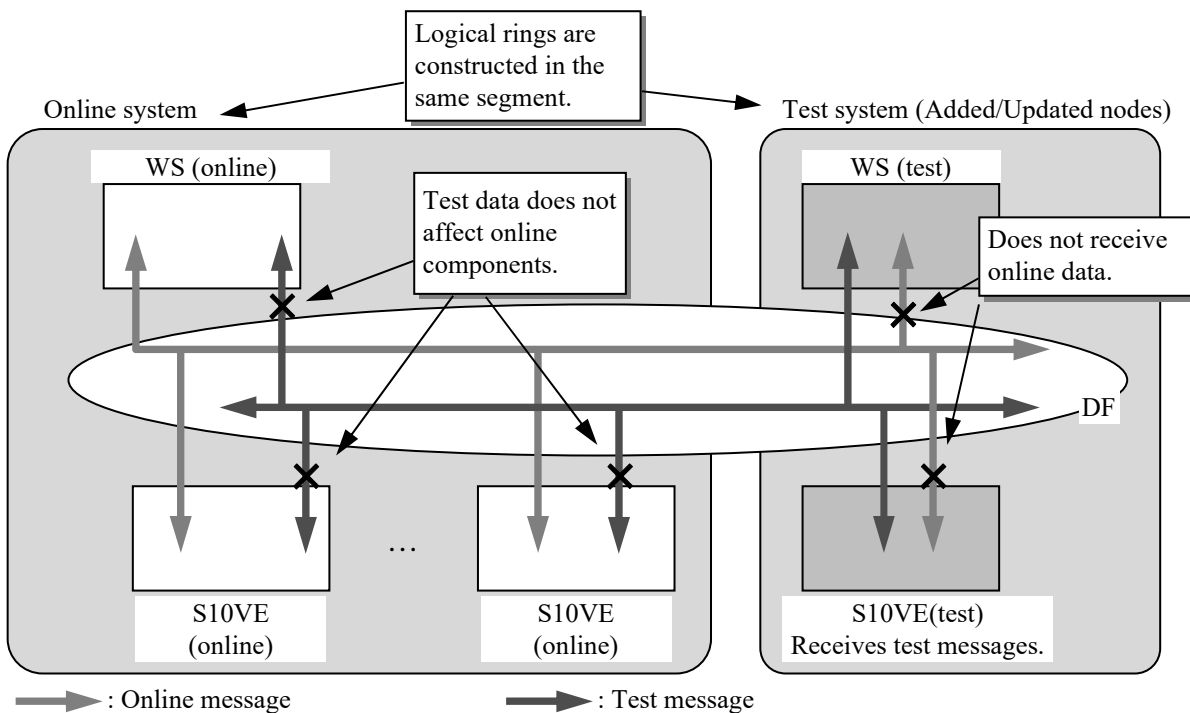 Logical rings are
constructed in the
same segment.
Online system
Test system (Added/Updated nodes)
WS (online)
WS (test)
Test data does not
affect online
components.
Does not receive
online data.
DF
…
S10VE
(online)
S10VE
(online)
S10VE(test)
Receives test messages.
: Online message
: Test message